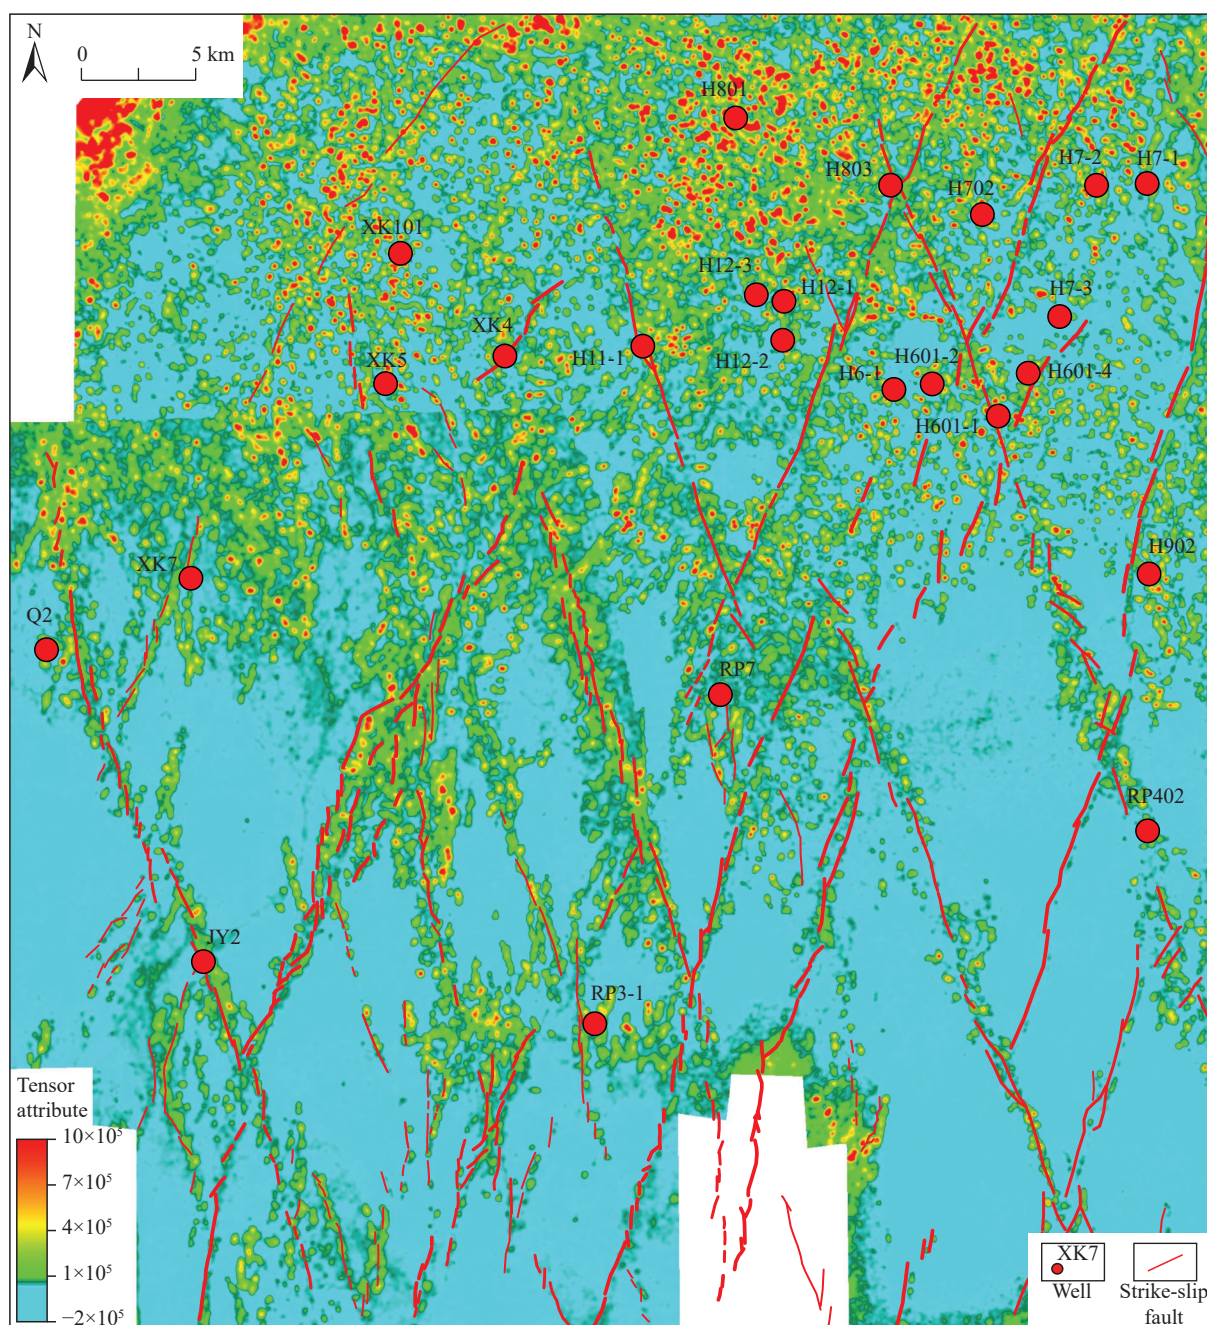 N
0 5 km
H801
H7-2
H7-1
H803
H702
XK101
H12-3
H12-1
H7-3
XK4
H11-1
H12-2
H601-2
XK5
H6-1
H601-4
H601-1
H902
XK7
Q2
RP7
RP402
JY2
RP3-1
Tensor
attribute
10×10⁵
7×10⁵
4×10⁵
1×10⁵
−2×10⁵
XK7
Well
Strike-slip
fault